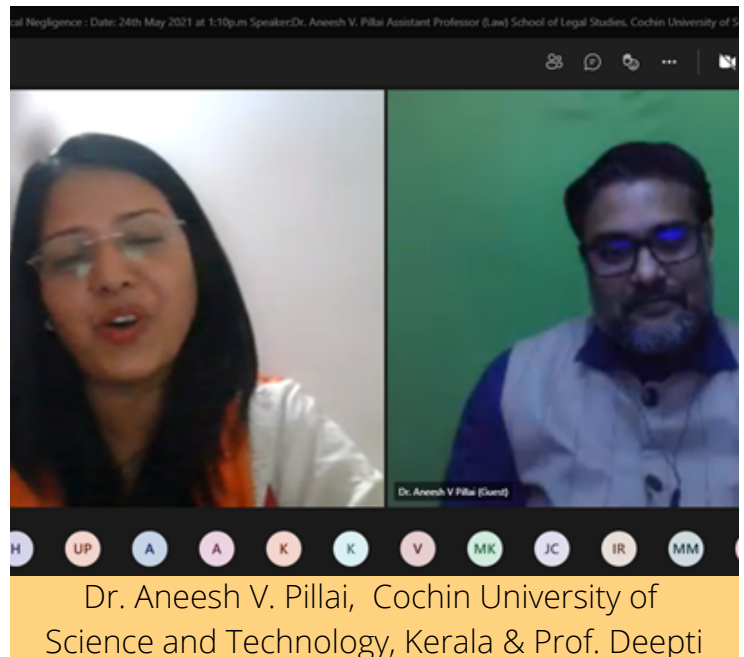 cal Negligence : Date: 24th May 2021 at 1:10p.m Speaker:Dr. Aneesh V. Pillai Assistant Professor (Law) School of Legal Studies, Cochin University of S
Dr. Aneesh V Pillai (Guest)
H UP A A K K V MK JC IR MM
Dr. Aneesh V. Pillai, Cochin University of
Science and Technology, Kerala & Prof. Deepti